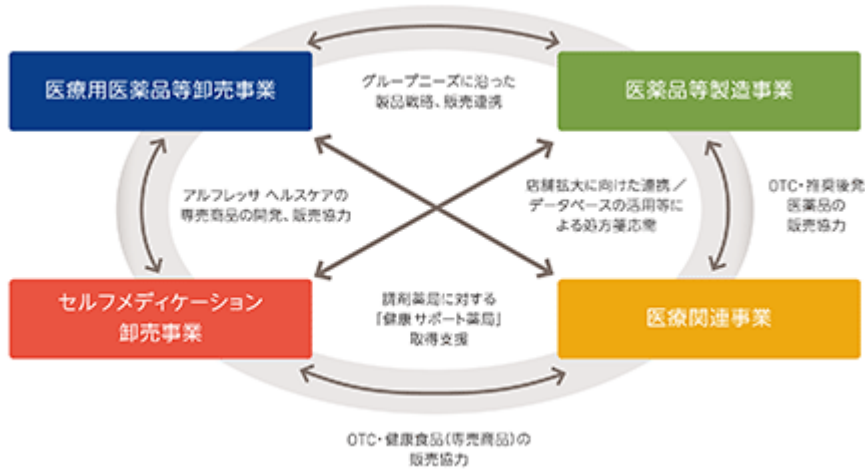 医療用医薬品等卸売事業
グループニーズに沿った
製品戦略、販売連携
医薬品等製造事業
アルフレッサ ヘルスケアの
専売商品の開発、販売協力
店舗拡大に向けた連携／
データベースの活用等に
よる処方箋応需
OTC・推奨後発
医薬品の
販売協力
セルフメディケーション
卸売事業
調剤薬局に対する
「健康サポート薬局」
取得支援
医療関連事業
OTC・健康食品(専売商品)の
販売協力